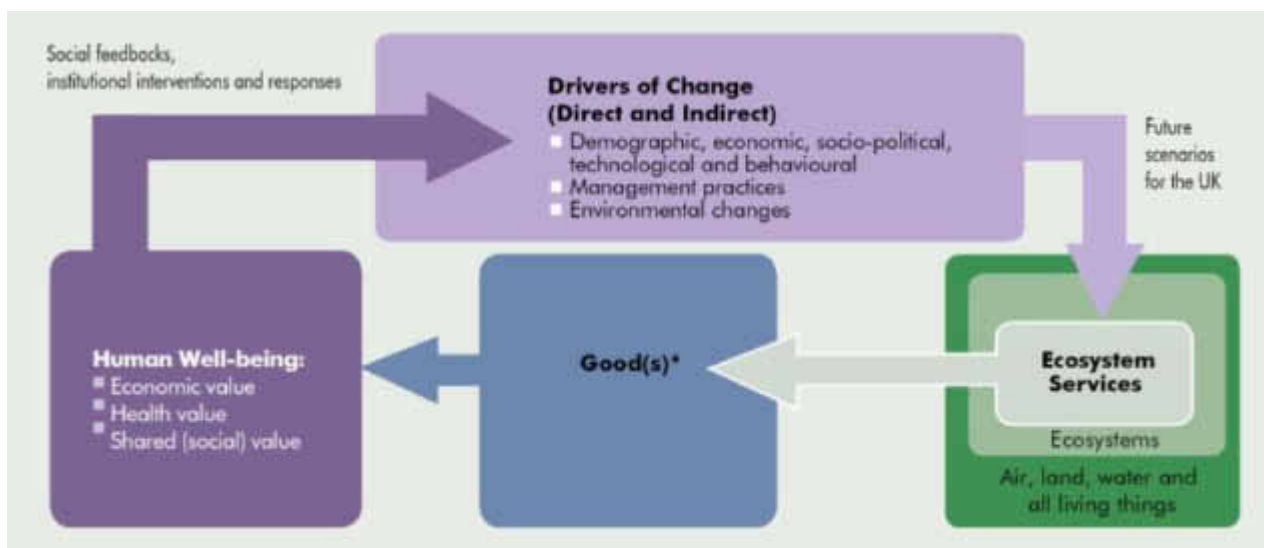 Social feedbacks,
institutional interventions and responses
Drivers of Change
(Direct and Indirect)
Demographic, economic, socio-political,
technological and behavioural
Management practices
Environmental changes
Future
scenarios
for the UK
Human Well-being:
Economic value
Health value
Shared (social) value
Good(s)*
Ecosystem
Services
Ecosystems
Air, land, water and
all living things